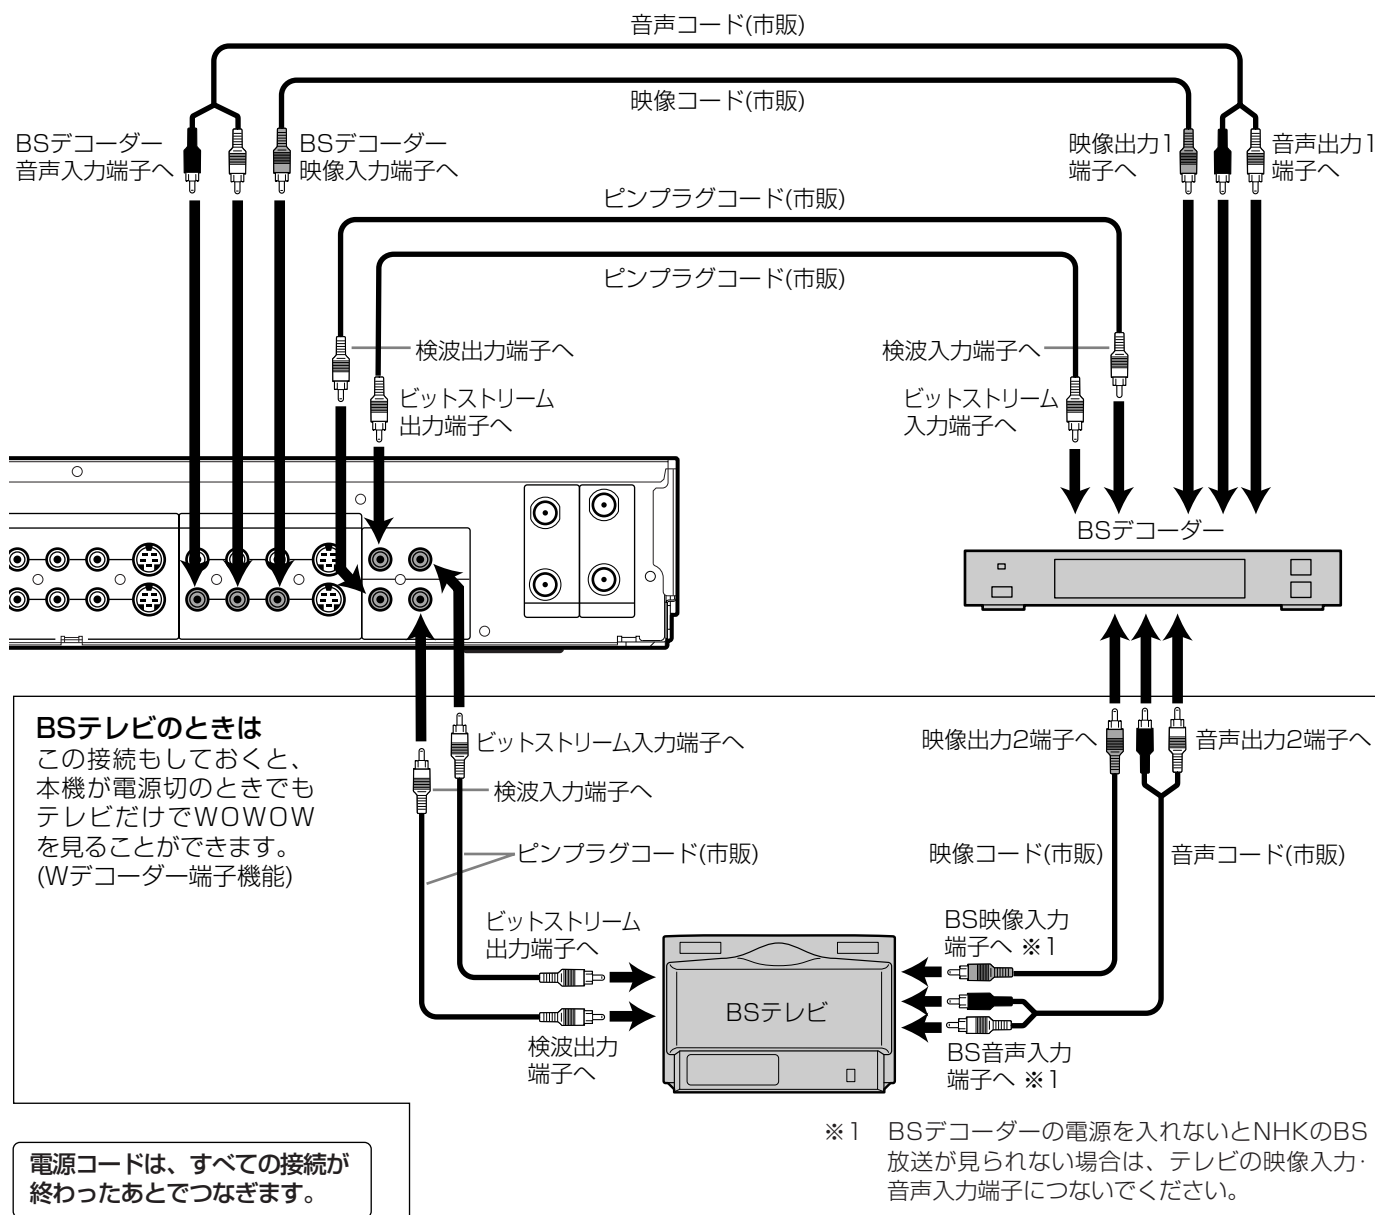 音声コード(市販)
映像コード(市販)
BSデコーダー
音声入力端子へ
BSデコーダー
映像入力端子へ
映像出力1
端子へ
音声出力1
端子へ
ピンプラグコード(市販)
ピンプラグコード(市販)
検波出力端子へ
検波入力端子へ
ビットストリーム
出力端子へ
ビットストリーム
入力端子へ
BSデコーダー
BSテレビのときは
この接続もしておくと、
本機が電源切のときでも
テレビだけでWOWOW
を見ることができます。
(Wデコーダー端子機能)
ビットストリーム入力端子へ
検波入力端子へ
映像出力2端子へ
音声出力2端子へ
ピンプラグコード(市販)
映像コード(市販)
音声コード(市販)
ビットストリーム
出力端子へ
BS映像入力
端子へ ※1
BSテレビ
検波出力
端子へ
BS音声入力
端子へ ※1
※1 BSデコーダーの電源を入れないとNHKのBS
放送が見られない場合は、テレビの映像入力・
音声入力端子につないでください。
電源コードは、すべての接続が
終わったあとでつなぎます。